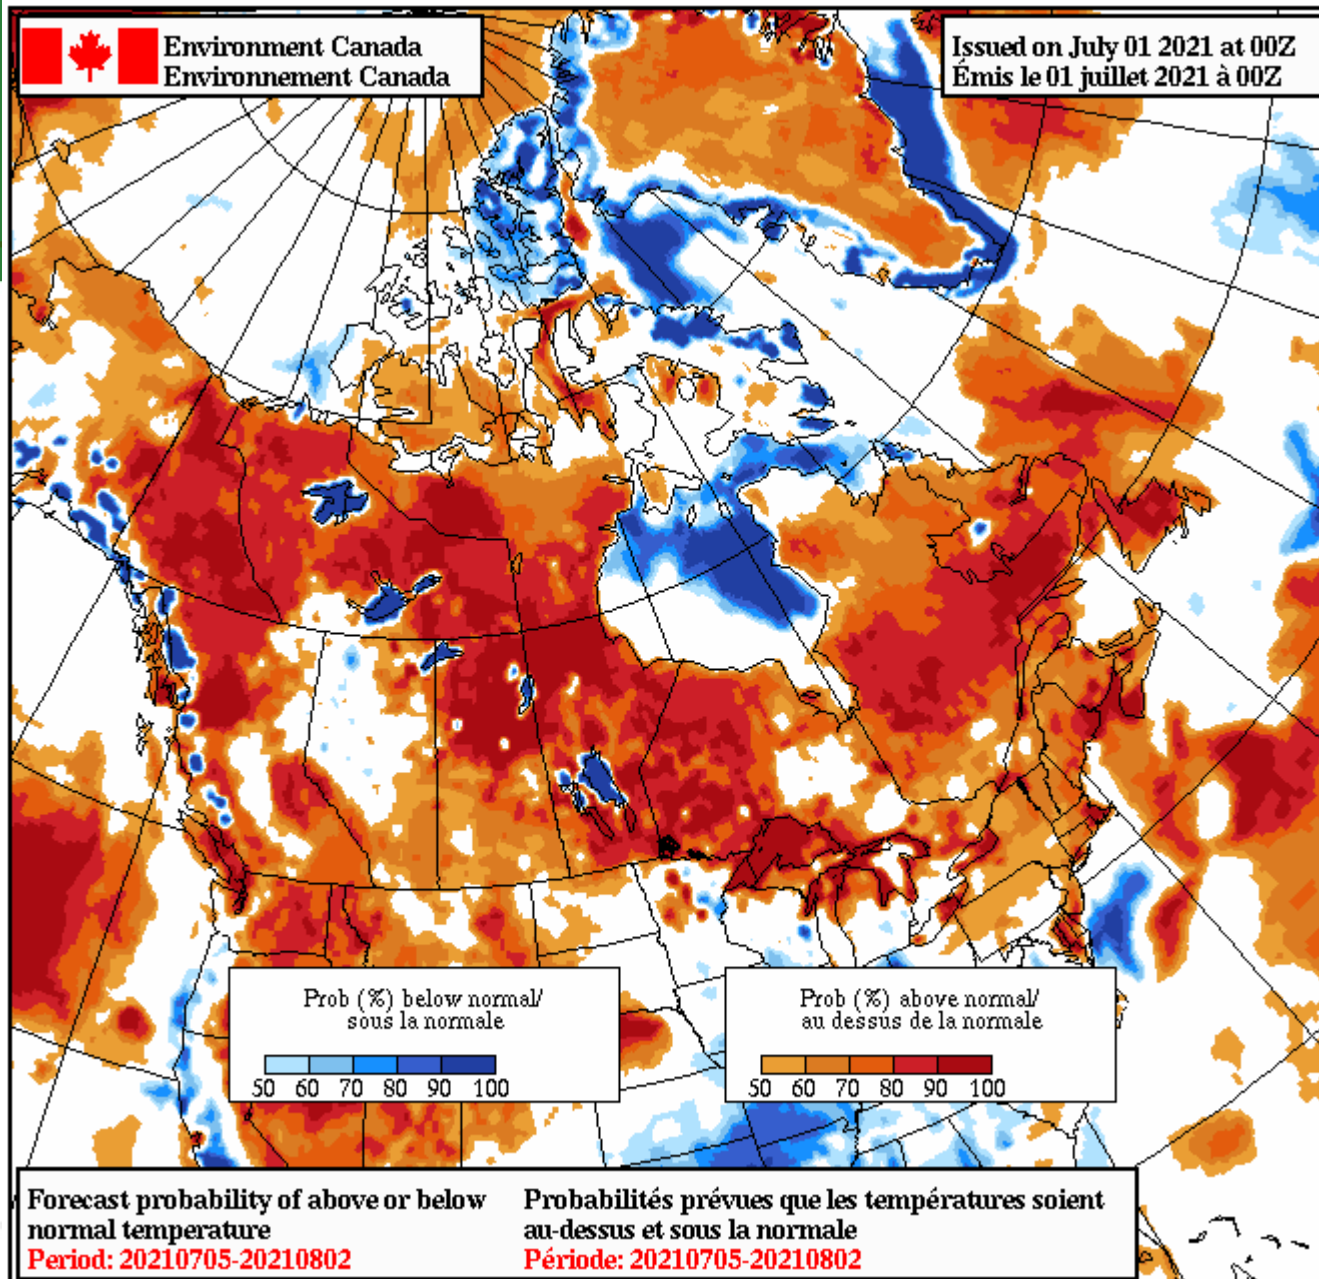 Environment Canada
Environnement Canada
Issued on July 01 2021 at 00Z
Émis le 01 juillet 2021 à 00Z
Prob (%) below normal/
sous la normale
50 60 70 80 90 100
Prob (%) above normal/
au dessus de la normale
50 60 70 80 90 100
Forecast probability of above or below
normal temperature
Period: 20210705-20210802
Probabilités prévues que les températures soient
au-dessus et sous la normale
Période: 20210705-20210802